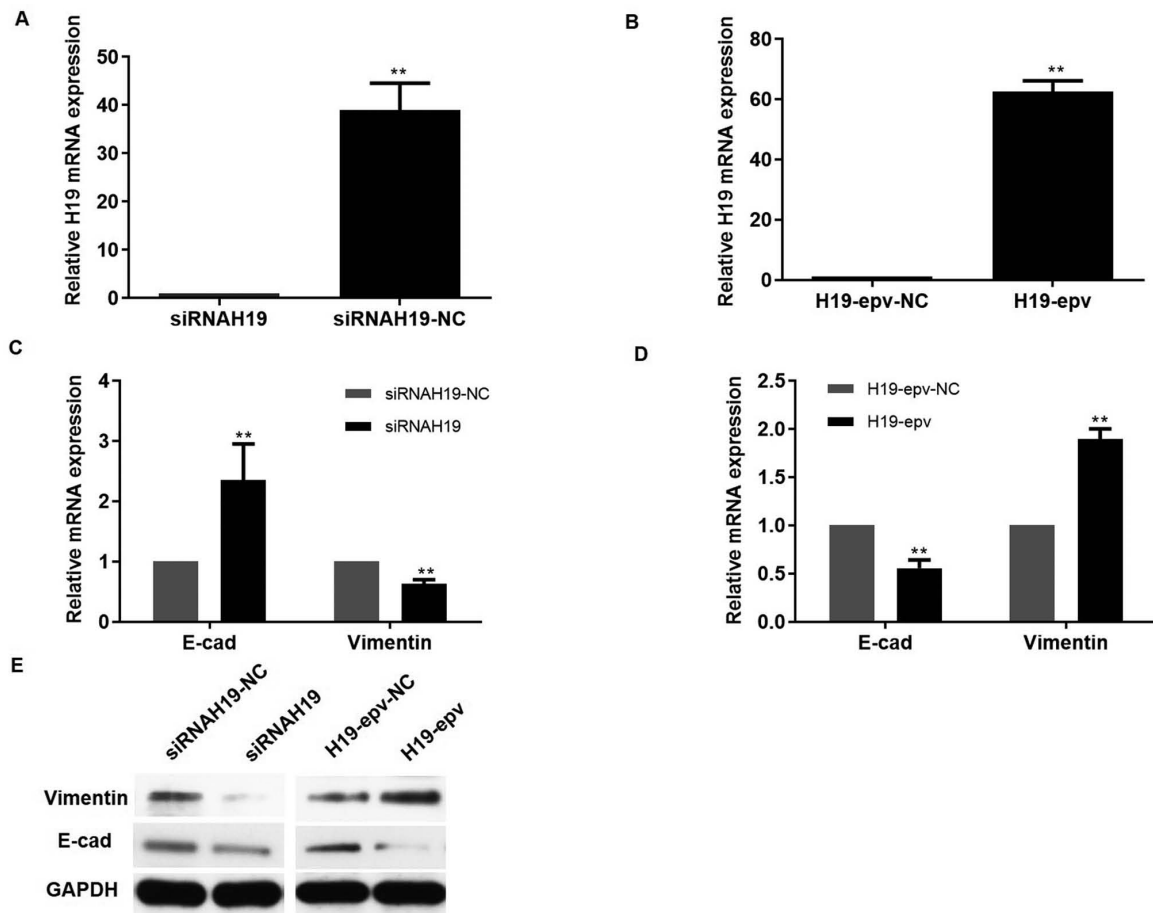 A
Relative H19 mRNA expression
50
40
30
20
10
0
**
siRNAH19
siRNAH19-NC
B
Relative H19 mRNA expression
80
60
40
20
0
**
H19-epv-NC
H19-epv
C
Relative mRNA expression
4
3
2
1
0
siRNAH19-NC
siRNAH19
**
**
E-cad
Vimentin
D
Relative mRNA expression
2.5
2.0
1.5
1.0
0.5
0.0
H19-epv-NC
H19-epv
**
**
E-cad
Vimentin
E
siRNAH19-NC
siRNAH19
H19-epv-NC
H19-epv
Vimentin
E-cad
GAPDH